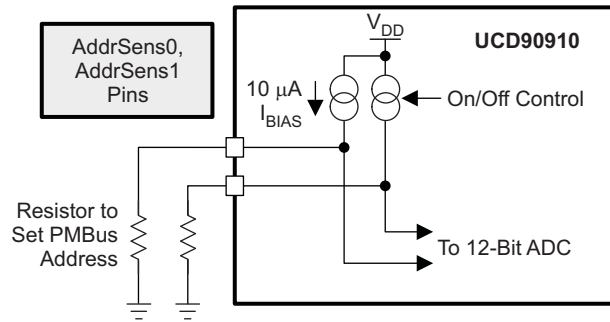 AddrSens0,
AddrSens1
Pins
V_DD
UCD90910
10 μA
I_BIAS
On/Off Control
Resistor to
Set PMBus
Address
To 12-Bit ADC